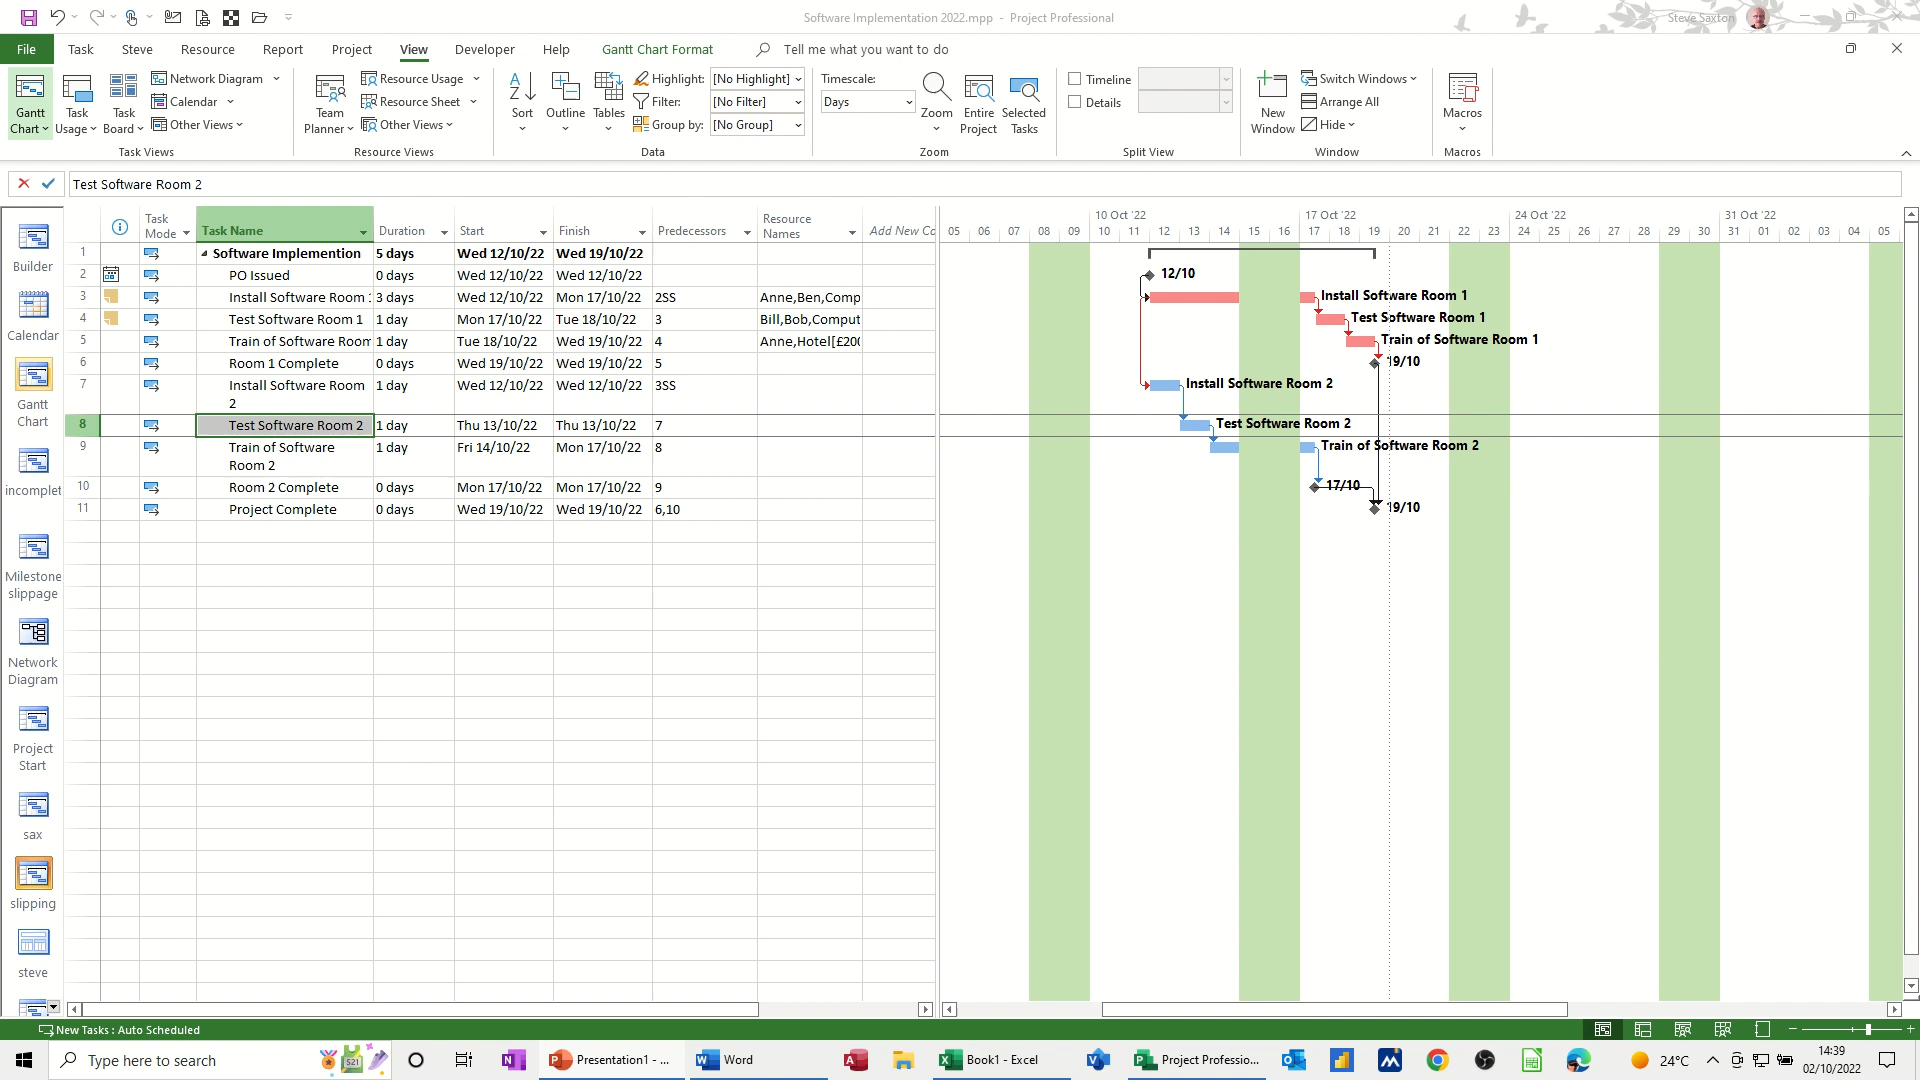 Software Implementation 2022.mpp - Project Professional
Steve Saxton
File Task Steve Resource Report Project View Developer Help Gantt Chart Format Tell me what you want to do
Gantt Chart
Task Usage
Task Board
Network Diagram
Calendar
Other Views
Task Views
Team Planner
Resource Usage
Resource Sheet
Other Views
Resource Views
Sort
Outline
Tables
Highlight: [No Highlight]
Filter: [No Filter]
Group by: [No Group]
Data
Timescale:
Days
Zoom
Entire Project
Selected Tasks
Zoom
Timeline
Details
Split View
New Window
Switch Windows
Arrange All
Hide
Window
Macros
Macros
Test Software Room 2
Builder
Calendar
Gantt Chart
incomplet
Milestone slippage
Network Diagram
Project Start
sax
slipping
steve
Task Mode Task Name Duration Start Finish Predecessors Resource Names Add New Co
1 Software Implemention 5 days Wed 12/10/22 Wed 19/10/22
2 PO Issued 0 days Wed 12/10/22 Wed 12/10/22
3 Install Software Room 3 days Wed 12/10/22 Mon 17/10/22 2SS Anne,Ben,Comp
4 Test Software Room 1 1 day Mon 17/10/22 Tue 18/10/22 3 Bill,Bob,Comput
5 Train of Software Room 1 day Tue 18/10/22 Wed 19/10/22 4 Anne,Hotel[£200
6 Room 1 Complete 0 days Wed 19/10/22 Wed 19/10/22 5
7 Install Software Room 2 1 day Wed 12/10/22 Wed 12/10/22 3SS
8 Test Software Room 2 1 day Thu 13/10/22 Thu 13/10/22 7
9 Train of Software Room 2 1 day Fri 14/10/22 Mon 17/10/22 8
10 Room 2 Complete 0 days Mon 17/10/22 Mon 17/10/22 9
11 Project Complete 0 days Wed 19/10/22 Wed 19/10/22 6,10
10 Oct '22 17 Oct '22 24 Oct '22 31 Oct '22
05 06 07 08 09 10 11 12 13 14 15 16 17 18 19 20 21 22 23 24 25 26 27 28 29 30 31 01 02 03 04 05
12/10
Install Software Room 1
Test Software Room 1
Train of Software Room 1
19/10
Install Software Room 2
Test Software Room 2
Train of Software Room 2
17/10
19/10
New Tasks : Auto Scheduled
Type here to search
Presentation1 - ...
Word
Book1 - Excel
Project Professio...
24°C
14:39
02/10/2022